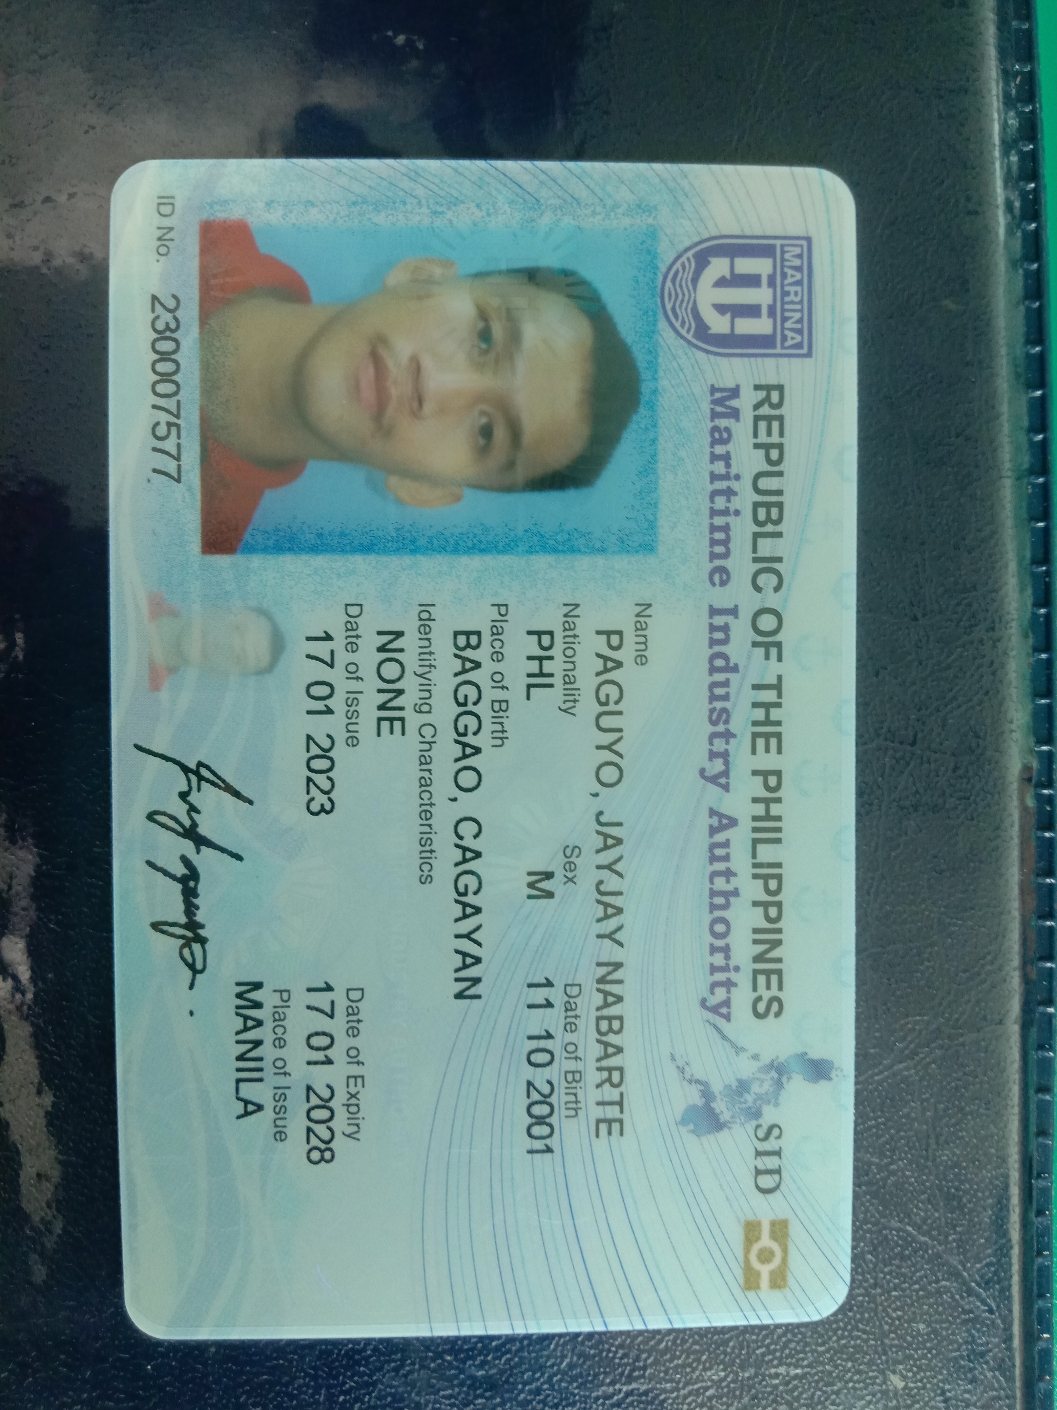 MARINA
REPUBLIC OF THE PHILIPPINES
Maritime Industry Authority
SID
Name
PAGUYO, JAYJAY NABARTE
Nationality Sex Date of Birth
PHL M 11 10 2001
Place of Birth
BAGGAO, CAGAYAN
Identifying Characteristics
NONE
Date of Issue Date of Expiry
17 01 2023 17 01 2028
Place of Issue
MANILA
ID No. 2300077577